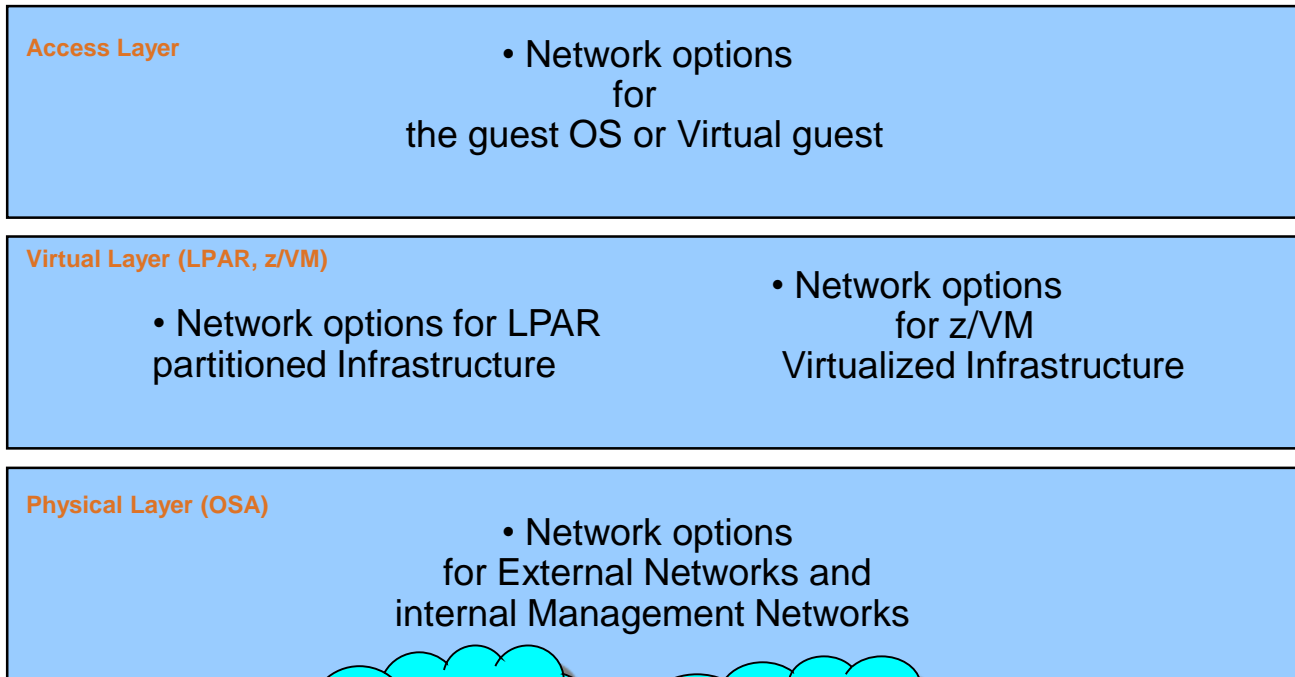 Access Layer
• Network options
for
the guest OS or Virtual guest
Virtual Layer (LPAR, z/VM)
• Network options for LPAR
partitioned Infrastructure
• Network options
for z/VM
Virtualized Infrastructure
Physical Layer (OSA)
• Network options
for External Networks and
internal Management Networks